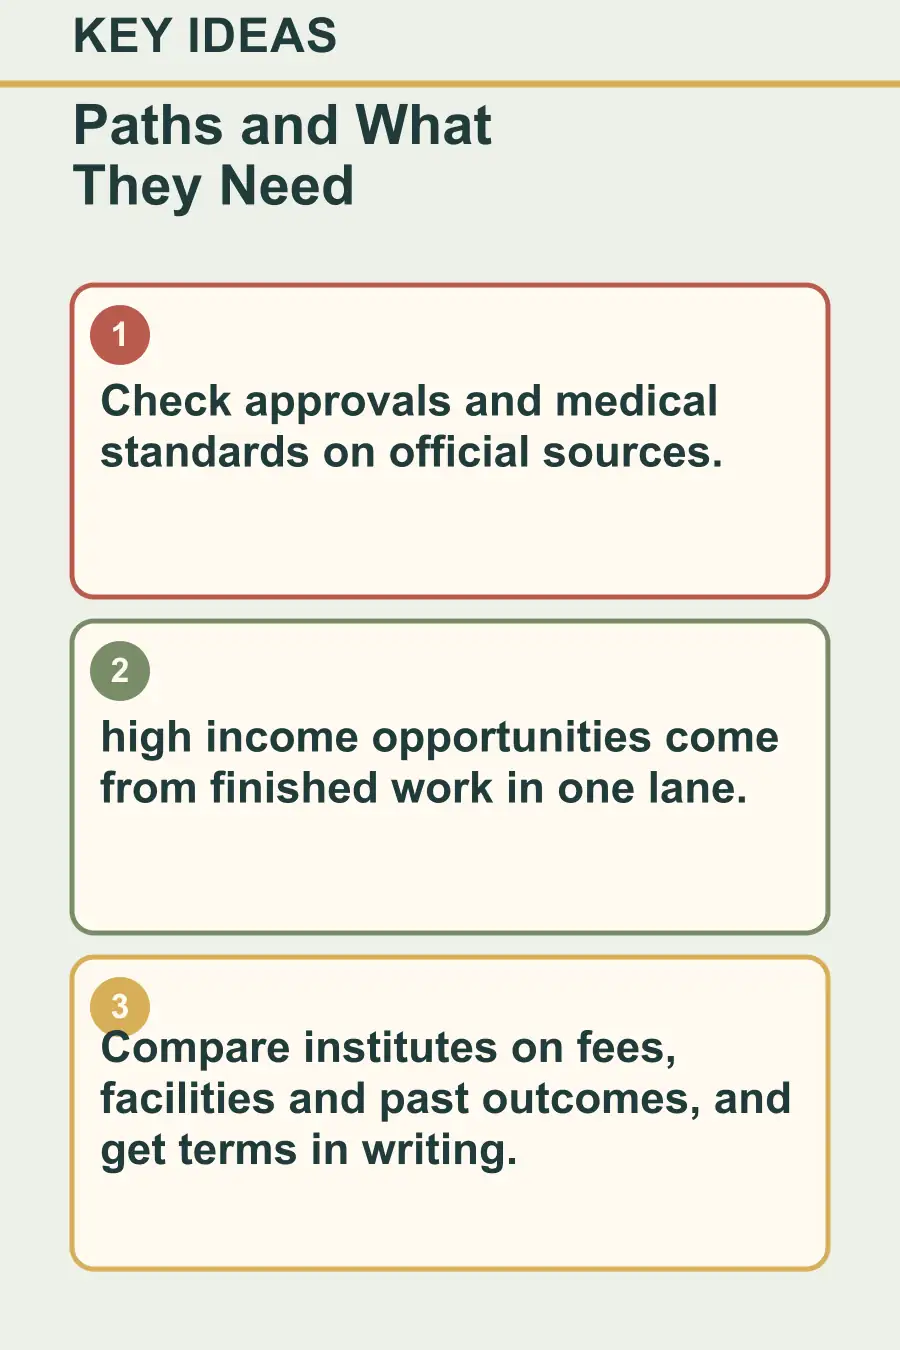 KEY IDEAS
Paths and What
They Need
1
Check approvals and medical
standards on official sources.
2
high income opportunities come
from finished work in one lane.
3
Compare institutes on fees,
facilities and past outcomes, and
get terms in writing.